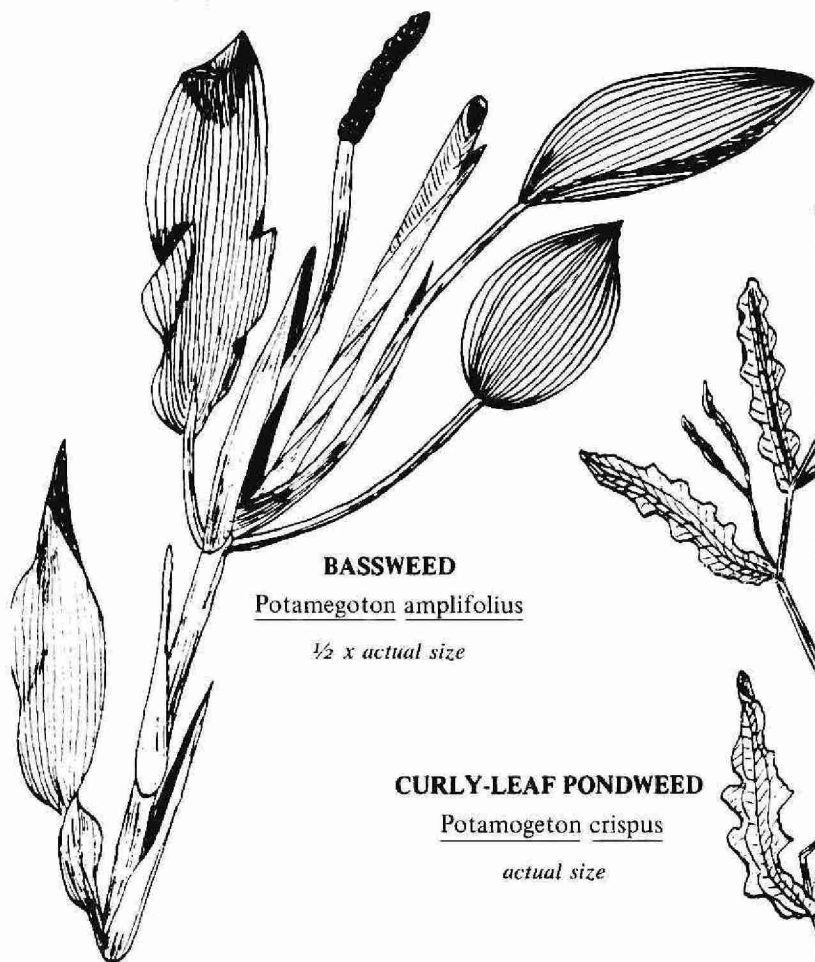 BASSWEED
Potamegoton amplifolius
½ x actual size
CURLY-LEAF PONDWEED
Potamogeton crispus
actual size